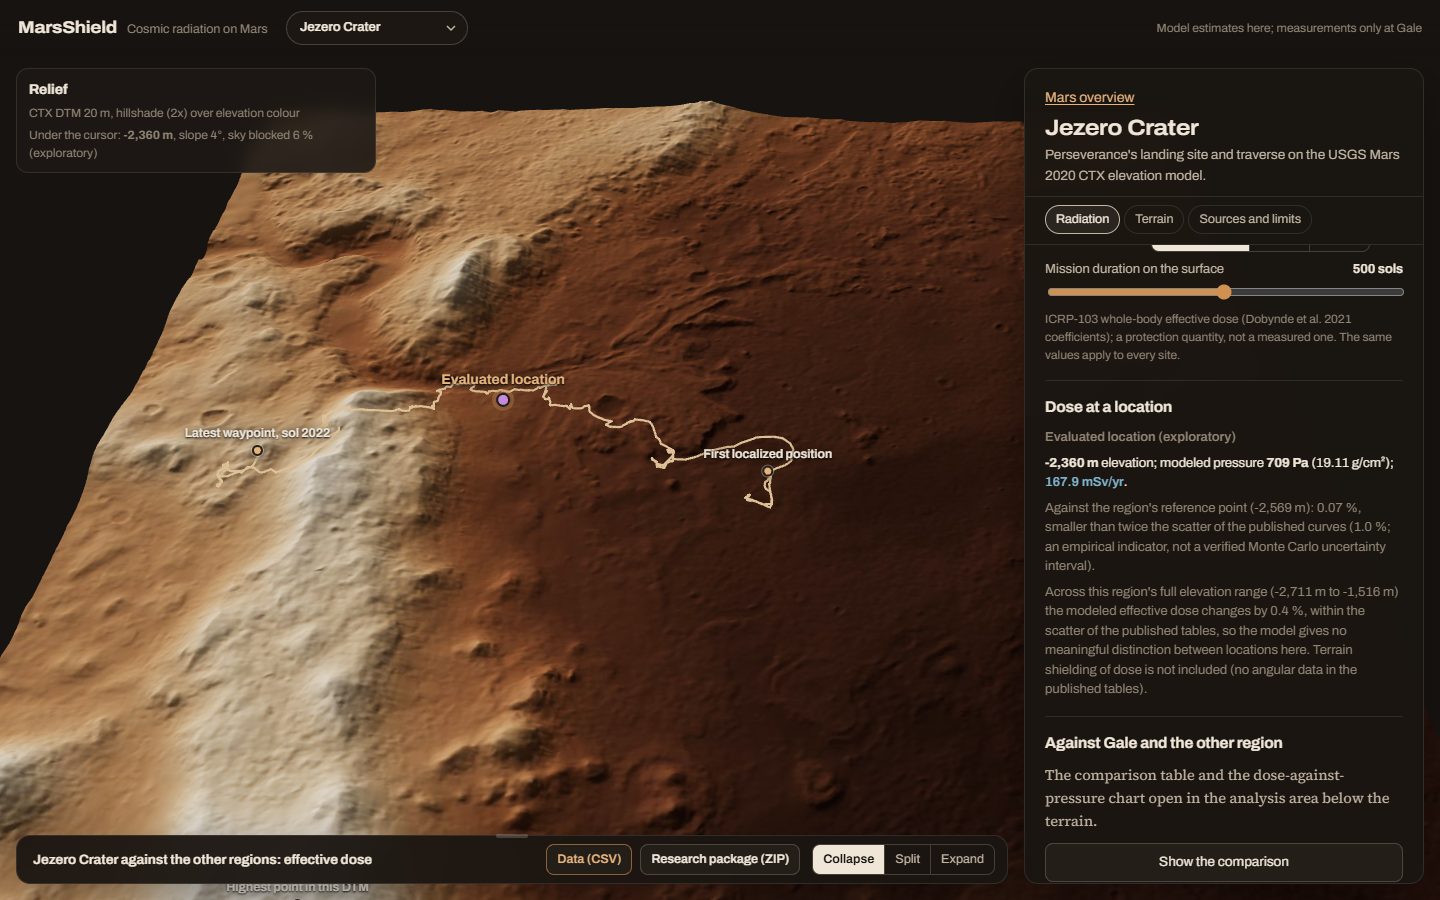 MarsShield Cosmic radiation on Mars Jezero Crater Model estimates here; measurements only at Gale
Relief
CTX DTM 20 m, hillshade (2x) over elevation colour
Under the cursor: -2,360 m, slope 4°, sky blocked 6 %
(exploratory)
Evaluated location
Latest waypoint, sol 2022
First localized position
Highest point in this DTM
Mars overview
Jezero Crater
Perseverance's landing site and traverse on the USGS Mars
2020 CTX elevation model.
Radiation Terrain Sources and limits
Mission duration on the surface 500 sols
ICRP-103 whole-body effective dose (Dobynde et al. 2021
coefficients); a protection quantity, not a measured one. The same
values apply to every site.
Dose at a location
Evaluated location (exploratory)
-2,360 m elevation; modeled pressure 709 Pa (19.11 g/cm²);
167.9 mSv/yr.
Against the region's reference point (-2,569 m): 0.07 %,
smaller than twice the scatter of the published curves (1.0 %;
an empirical indicator, not a verified Monte Carlo uncertainty
interval).
Across this region's full elevation range (-2,711 m to -1,516 m)
the modeled effective dose changes by 0.4 %, within the
scatter of the published tables, so the model gives no
meaningful distinction between locations here. Terrain
shielding of dose is not included (no angular data in the
published tables).
Against Gale and the other region
The comparison table and the dose-against-
pressure chart open in the analysis area below the
terrain.
Show the comparison
Jezero Crater against the other regions: effective dose Data (CSV) Research package (ZIP) Collapse Split Expand